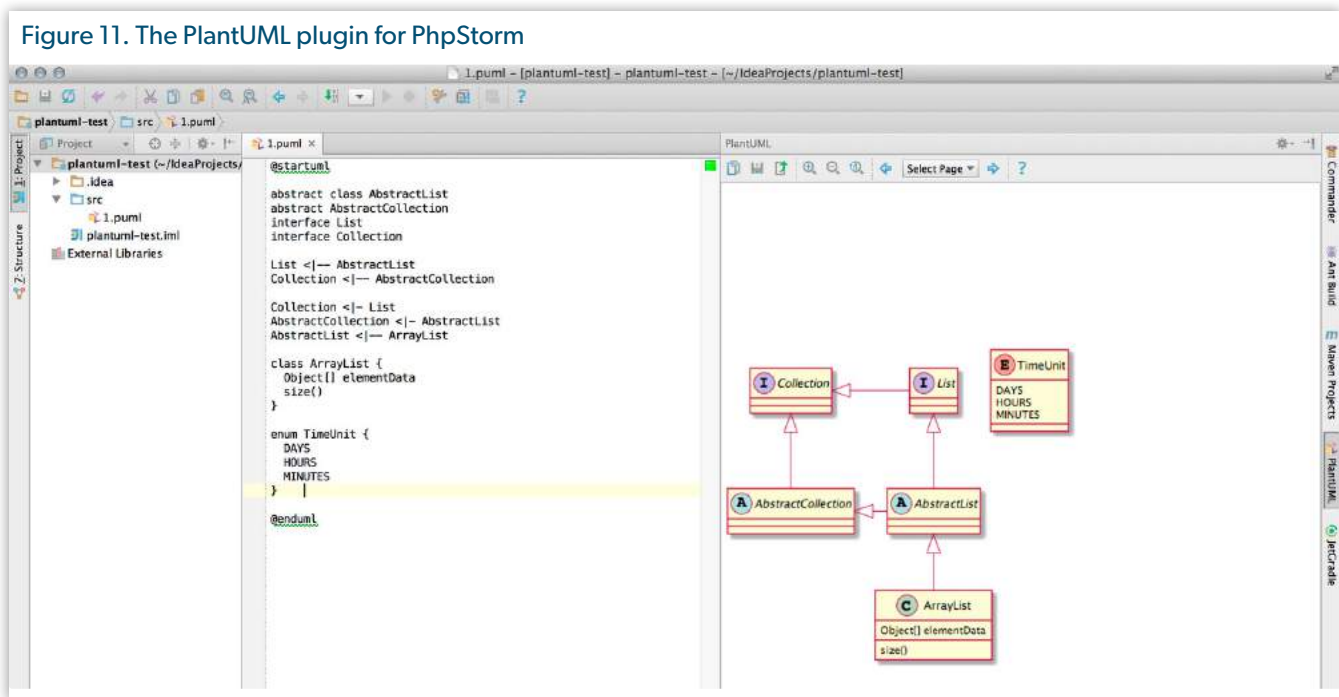 Figure 11. The PlantUML plugin for PhpStorm
1.puml - [plantuml-test] - plantuml-test - [~/IdeaProjects/plantuml-test]
plantuml-test src 1.puml
1: Project
2: Structure
Project
plantuml-test (~/IdeaProjects/
.idea
src
1.puml
plantuml-test.iml
External Libraries
1.puml ×
@startuml
abstract class AbstractList
abstract AbstractCollection
interface List
interface Collection
List <|-- AbstractList
Collection <|-- AbstractCollection
Collection <|- List
AbstractCollection <|- AbstractList
AbstractList <|-- ArrayList
class ArrayList {
Object[] elementData
size()
}
enum TimeUnit {
DAYS
HOURS
MINUTES
}
@enduml
PlantUML
Select Page
?
I Collection
I List
E TimeUnit
DAYS
HOURS
MINUTES
A AbstractCollection
A AbstractList
C ArrayList
Object[] elementData
size()
Commander
Ant Build
Maven Projects
PlantUML
JetGradle